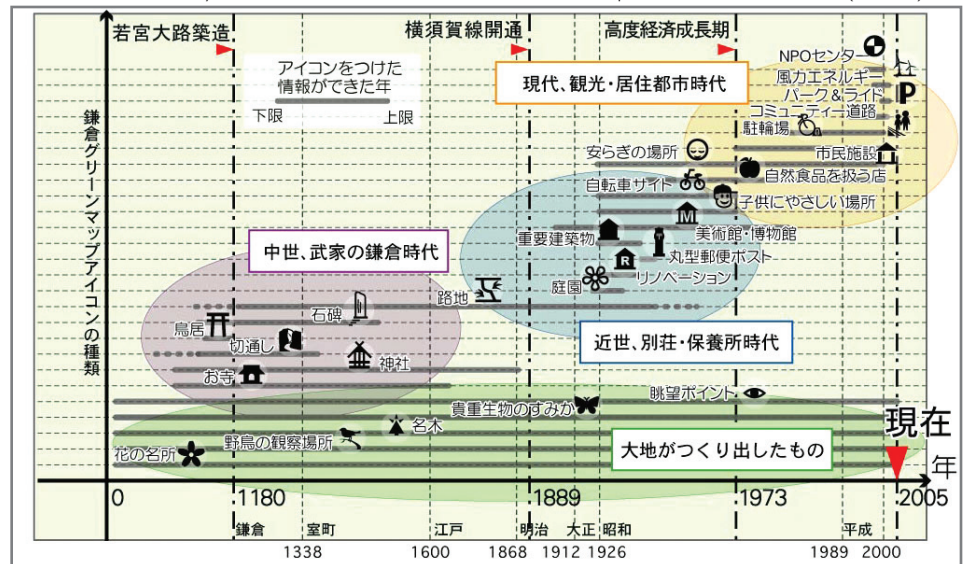 若宮大路築造
横須賀線開通
高度経済成長期
NPOセンター
アイコンをつけた
情報ができた年
下限
上限
現代、観光・居住都市時代
風力エネルギー
パーク&ライド
P
コミュニティー道路
駐輪場
安らぎの場所
市民施設
自然食品を扱う店
自転車サイト
子供にやさしい場所
M
美術館・博物館
重要建築物
丸型郵便ポスト
R
リノベーション
庭園
中世、武家の鎌倉時代
路地
石碑
鳥居
切通し
神社
お寺
近世、別荘・保養所時代
眺望ポイント
貴重生物のすみか
名木
野鳥の観察場所
花の名所
大地がつくり出したもの
現在
年
鎌倉グリーンマップアイコンの種類
0
1180
1889
1973
2005
鎌倉
室町
江戸
明治
大正
昭和
平成
1338
1600
1868
1912
1926
1989
2000